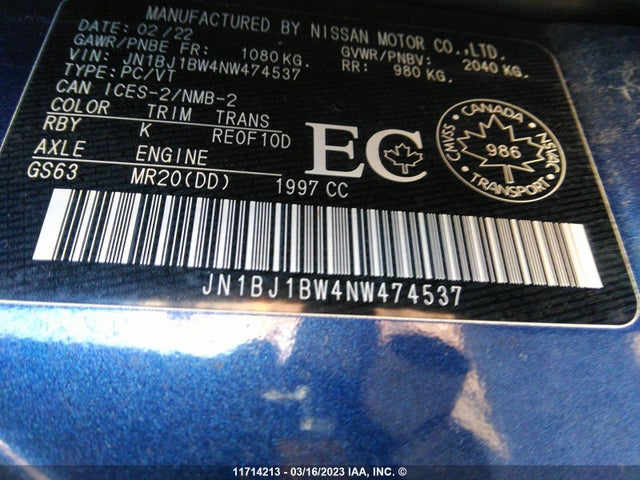 MANUFACTURED BY NISSAN MOTOR CO.,LTD.
DATE: 02/22
GAWR/PNBE FR: 1080 KG. GVWR/PNBV: 2040 KG.
VIN: JN1BJ1BW4NW474537 RR: 980 KG.
TYPE: PC/VT
CAN ICES-2/NMB-2
COLOR TRIM TRANS
RBY K RE0F10D
AXLE ENGINE
GS63 MR20(DD) 1997 CC
EC
CANADA
CMVSS 986 NSVAC
TRANSPORT
JN1BJ1BW4NW474537
11714213 - 03/16/2023 IAA, INC. ©